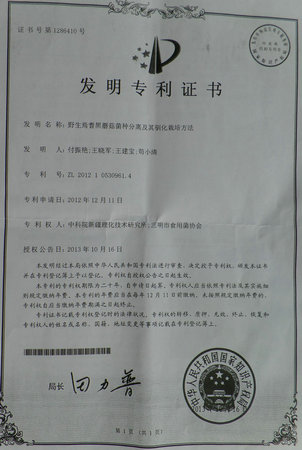 证书号第1286410号
发明专利证书
发明名称：野生焉耆黑蘑菇菌种分离及其驯化栽培方法
发明人：付振艳;王晓军;王建宝;苟小清
专利号：ZL 2012 1 0530961.4
专利申请日：2012年12月11日
专利权人：中科院新疆理化技术研究所;昆明市食用菌协会
授权公告日：2013年10月16日
本发明经过本局依照中华人民共和国专利法进行审查，决定授予专利权，颁发本证书
并在专利登记簿上予以登记。专利权自授权公告之日起生效。
本专利的专利权期限为二十年，自申请日起算。专利权人应当依照专利法及其实施细
则规定缴纳年费。本专利的年费应当在每年12月11日前缴纳。未按照规定缴纳年费的，
专利权自应当缴纳年费期满之日起终止。
专利证书记载专利权登记时的法律状况。专利权的转移、质押、无效、终止、恢复和
专利权人的姓名或名称、国籍、地址变更等事项记载在专利登记簿上。
局长 田力普
中华人民共和国国家知识产权局
2013年10月16日
第1页(共1页)